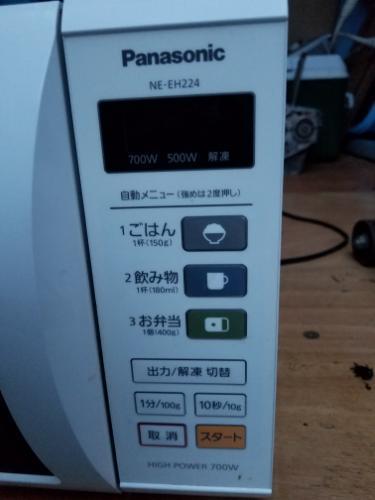 Panasonic
NE-EH224
700W 500W 解凍
自動メニュー(強めは2度押し)
1 ごはん
1杯(150g)
2 飲み物
1杯(180ml)
3 お弁当
1個(400g)
出力/解凍 切替
1分/100g 10秒/10g
取消 スタート
HIGH POWER 700W